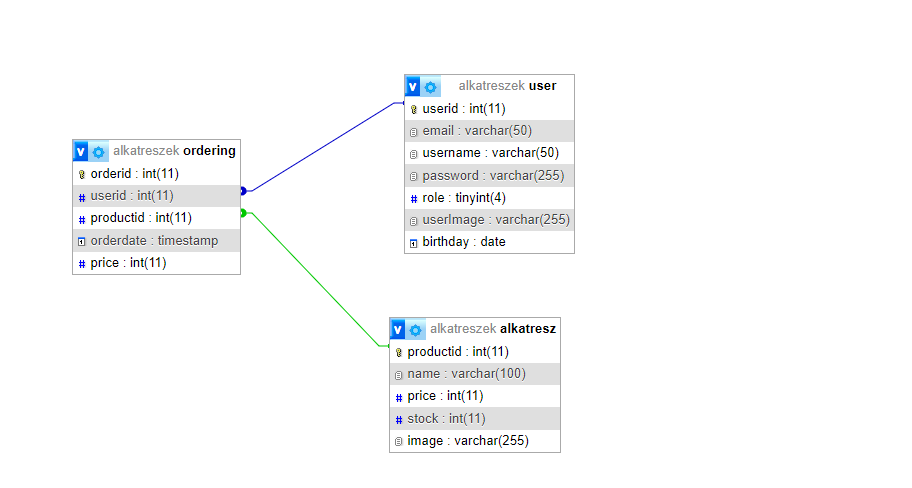 v alkatreszek ordering
orderid : int(11)
# userid : int(11)
# productid : int(11)
orderdate : timestamp
# price : int(11)
v alkatreszek user
userid : int(11)
email : varchar(50)
username : varchar(50)
password : varchar(255)
# role : tinyint(4)
userImage : varchar(255)
birthday : date
v alkatreszek alkatresz
productid : int(11)
name : varchar(100)
# price : int(11)
# stock : int(11)
image : varchar(255)